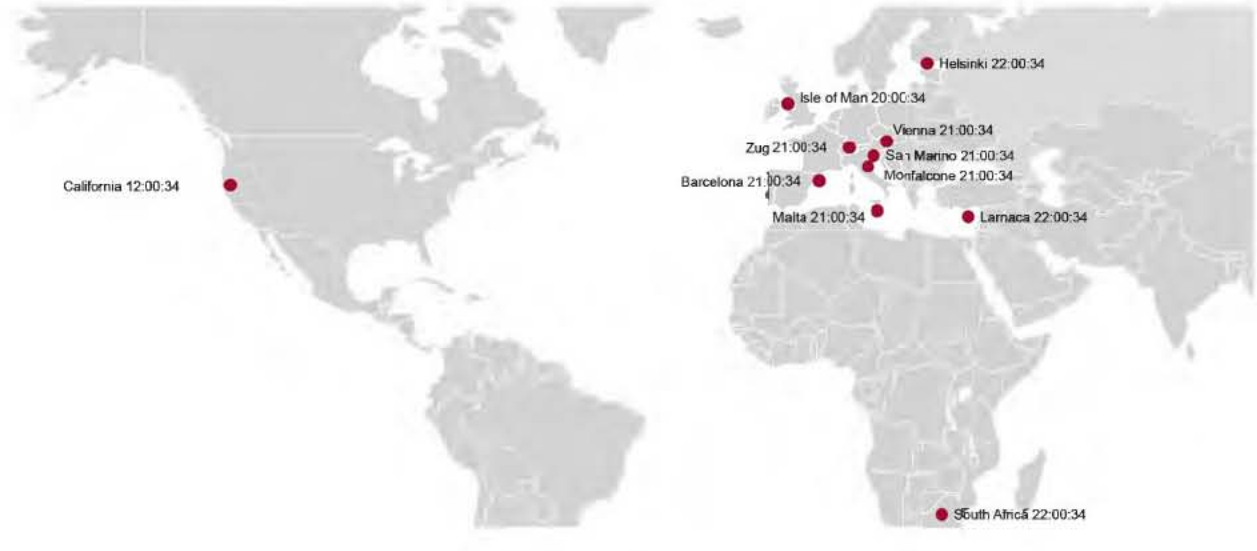 Helsinki 22:00:34
Isle of Man 20:00:34
Vienna 21:00:34
Zug 21:00:34
San Marino 21:00:34
Monfalcone 21:00:34
Barcelona 21:00:34
California 12:00:34
Malta 21:00:34
Larnaca 22:00:34
South Africa 22:00:34